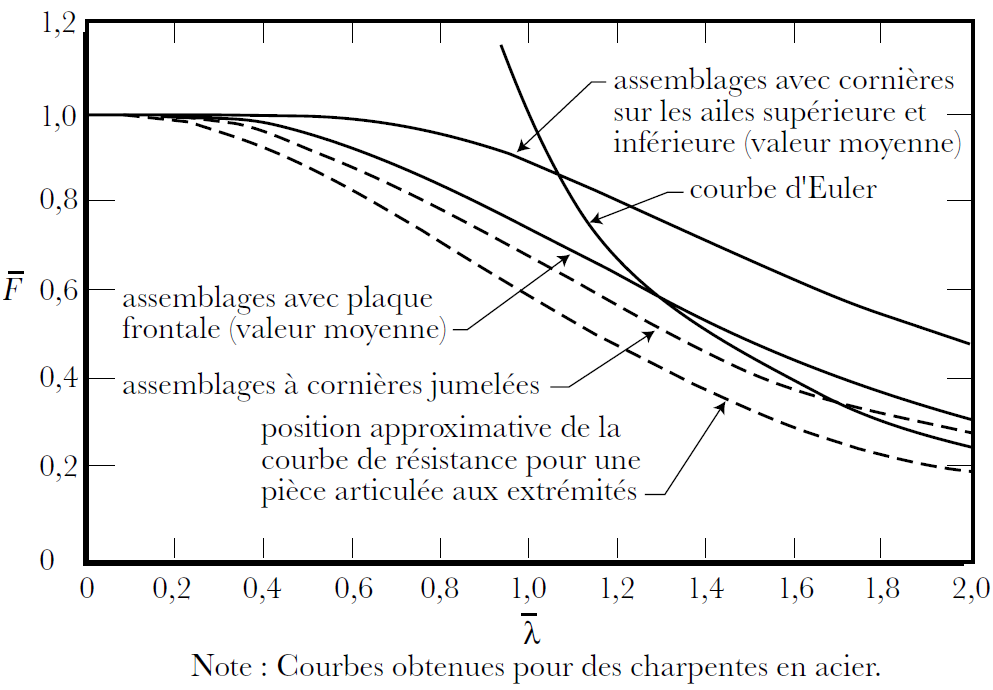 1,2
1,0
0,8
0,6
0,4
0,2
0
F̅
assemblages avec cornières
sur les ailes supérieure et
inférieure (valeur moyenne)
courbe d'Euler
assemblages avec plaque
frontale (valeur moyenne)
assemblages à cornières jumelées
position approximative de la
courbe de résistance pour une
pièce articulée aux extrémités
0 0,2 0,4 0,6 0,8 1,0 1,2 1,4 1,6 1,8 2,0
λ̅
Note : Courbes obtenues pour des charpentes en acier.